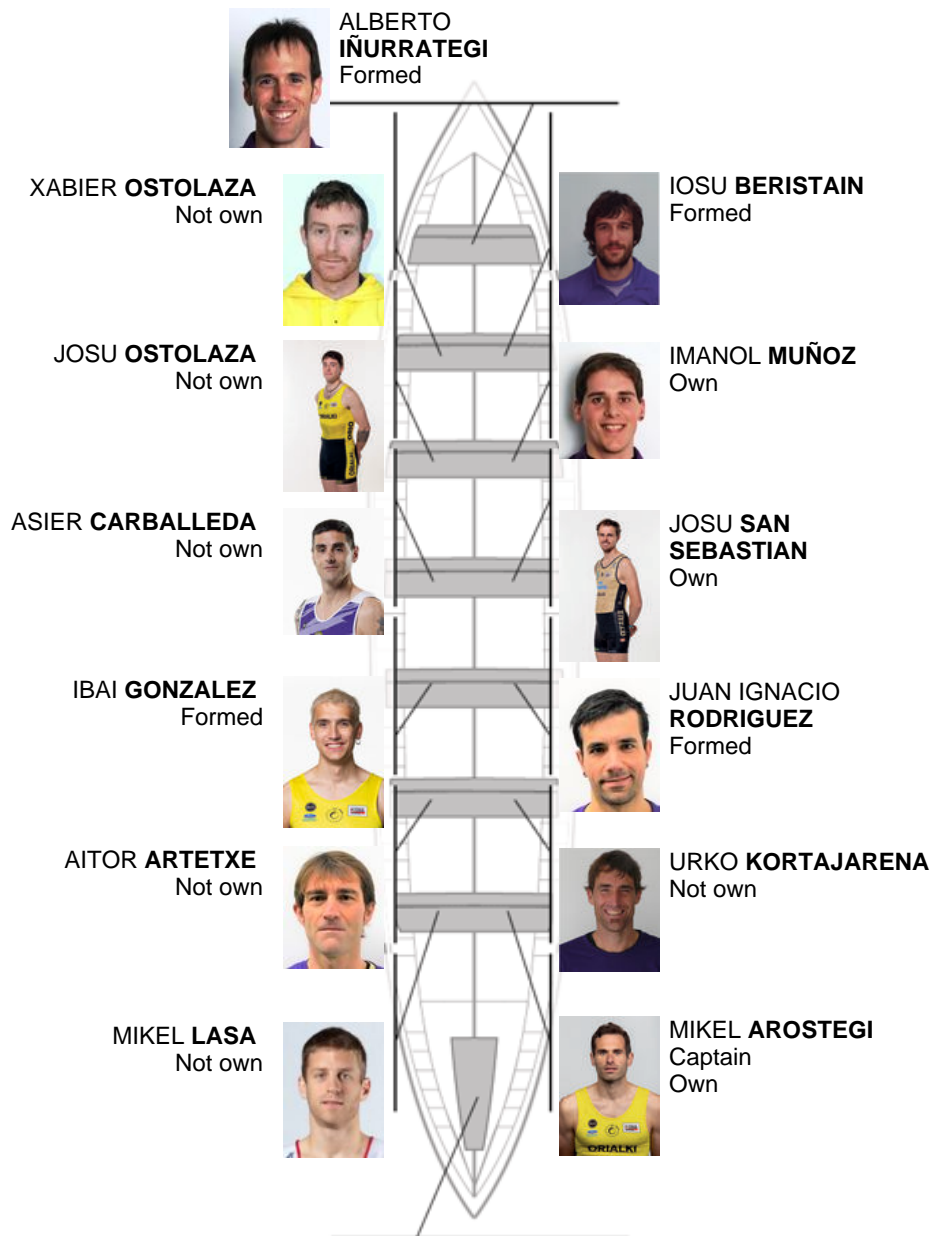 ALBERTO
IÑURRATEGI
Formed
XABIER OSTOLAZA
Not own
IOSU BERISTAIN
Formed
JOSU OSTOLAZA
Not own
IMANOL MUÑOZ
Own
ASIER CARBALLEDA
Not own
JOSU SAN
SEBASTIAN
Own
IBAI GONZALEZ
Formed
JUAN IGNACIO
RODRIGUEZ
Formed
AITOR ARTETXE
Not own
URKO KORTAJARENA
Not own
MIKEL LASA
Not own
MIKEL AROSTEGI
Captain
Own
ORIALKI